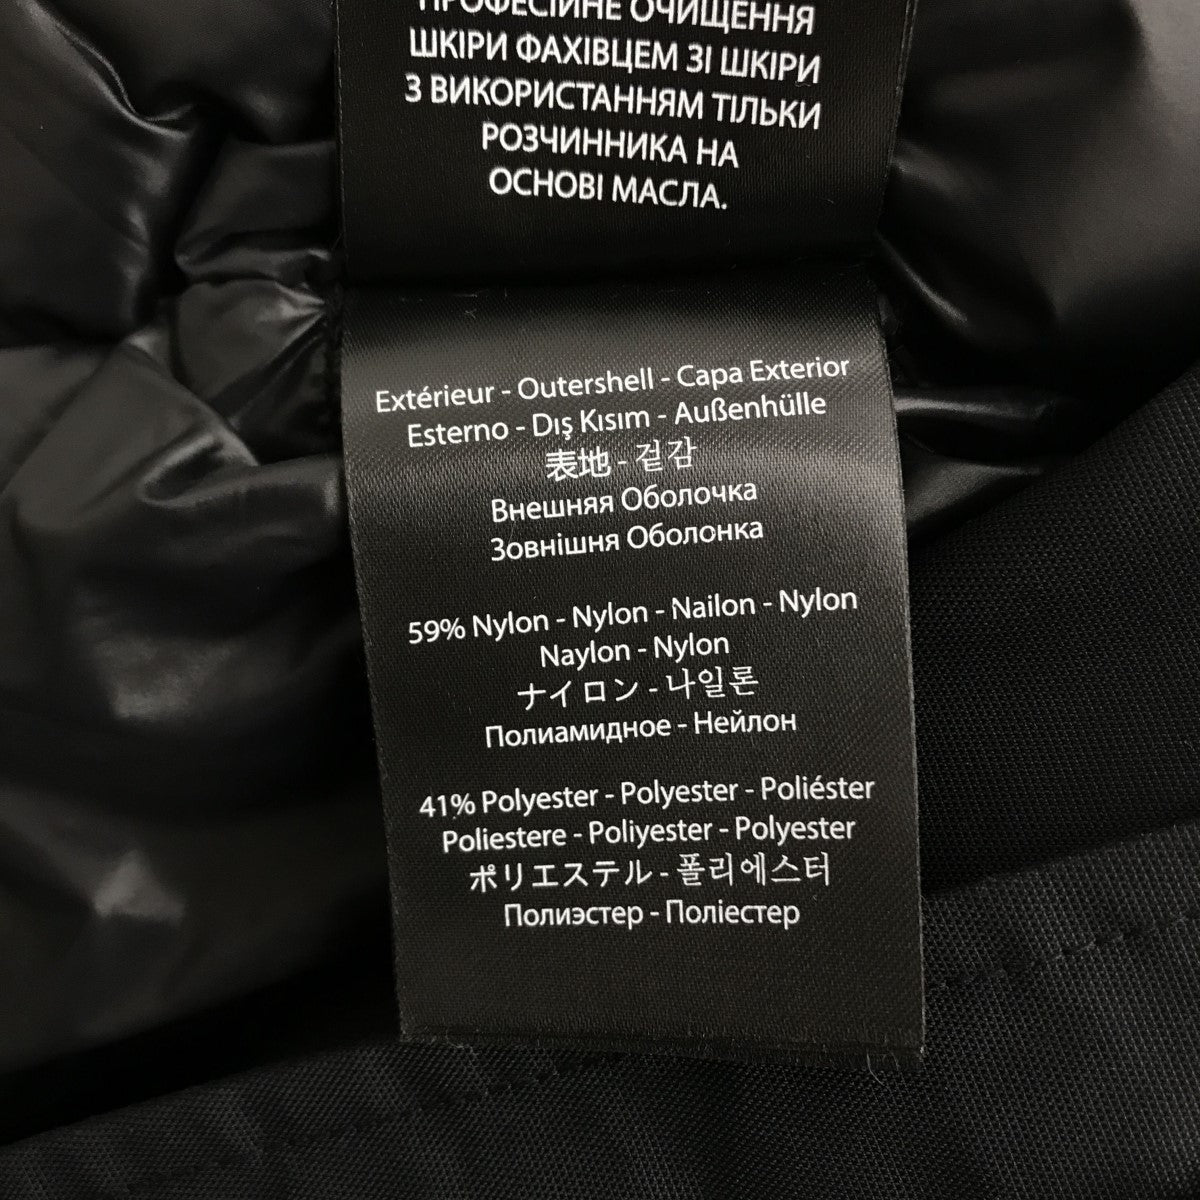 ПРОФЕСІЙНЕ ОЧИЩЕННЯ
ШКІРИ ФАХІВЦЕМ ЗІ ШКІРИ
З ВИКОРИСТАННЯМ ТІЛЬКИ
РОЗЧИННИКА НА
ОСНОВІ МАСЛА.
Extérieur - Outershell - Capa Exterior
Esterno - Dış Kısım - Außenhülle
表地 - 겉감
Внешняя Оболочка
Зовнішня Оболонка
59% Nylon - Nylon - Nailon - Nylon
Naylon - Nylon
ナイロン - 나일론
Полиамидное - Нейлон
41% Polyester - Polyester - Poliéster
Poliestere - Poliyester - Polyester
ポリエステル - 폴리에스터
Полиэстер - Поліестер